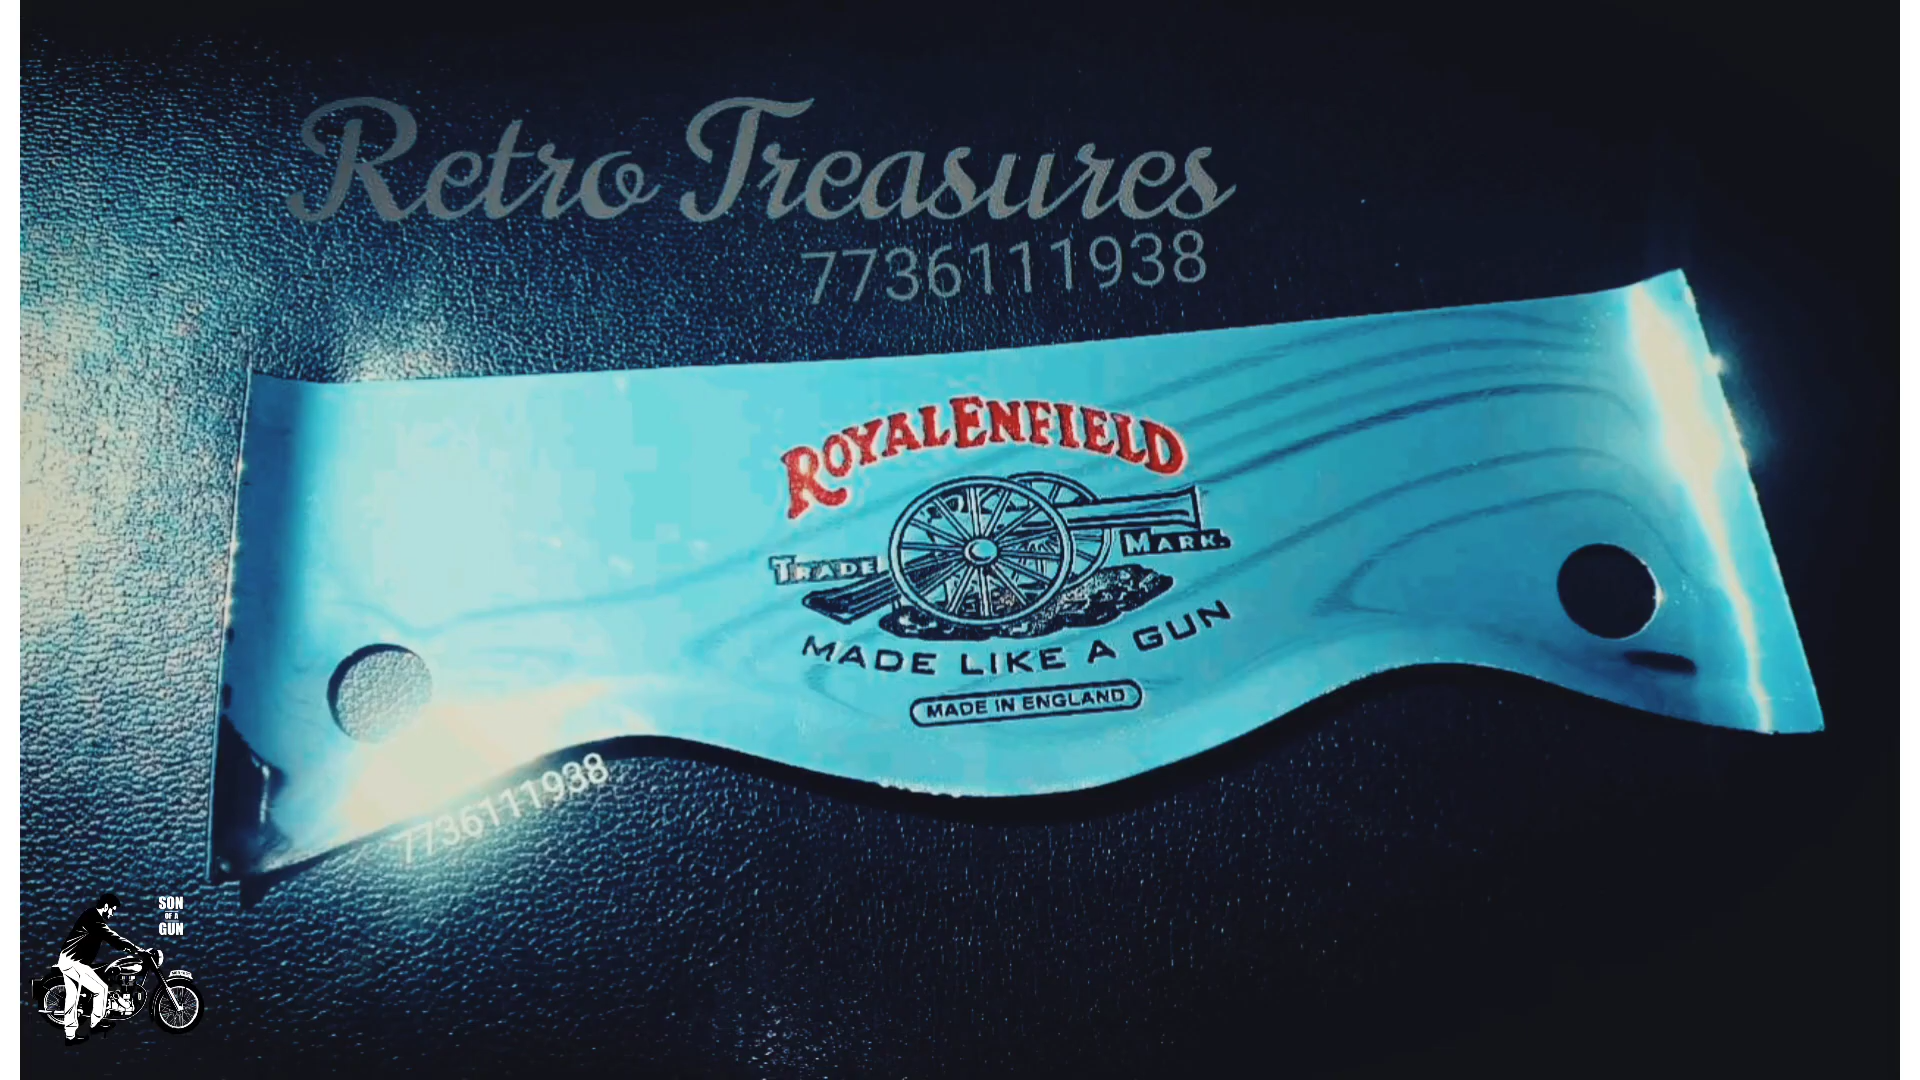 Retro Treasures
7736111938
ROYAL ENFIELD
TRADE MARK.
MADE LIKE A GUN
MADE IN ENGLAND
7736111938
SON
OF A
GUN